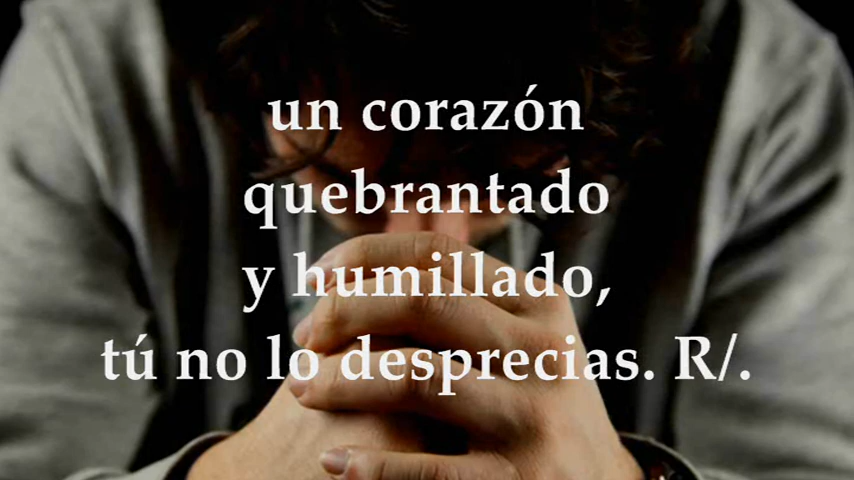 un corazón
quebrantado
y humillado,
tú no lo desprecias. R/.